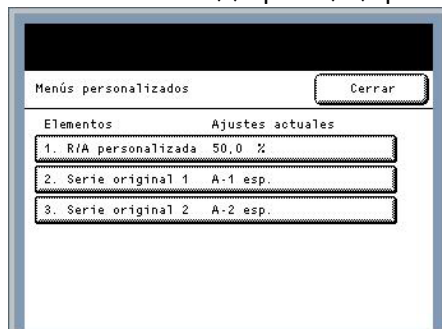 Menús personalizados Cerrar
Elementos Ajustes actuales
1. R/A personalizada 50,0 %
2. Serie original 1 A-1 esp.
3. Serie original 2 A-2 esp.